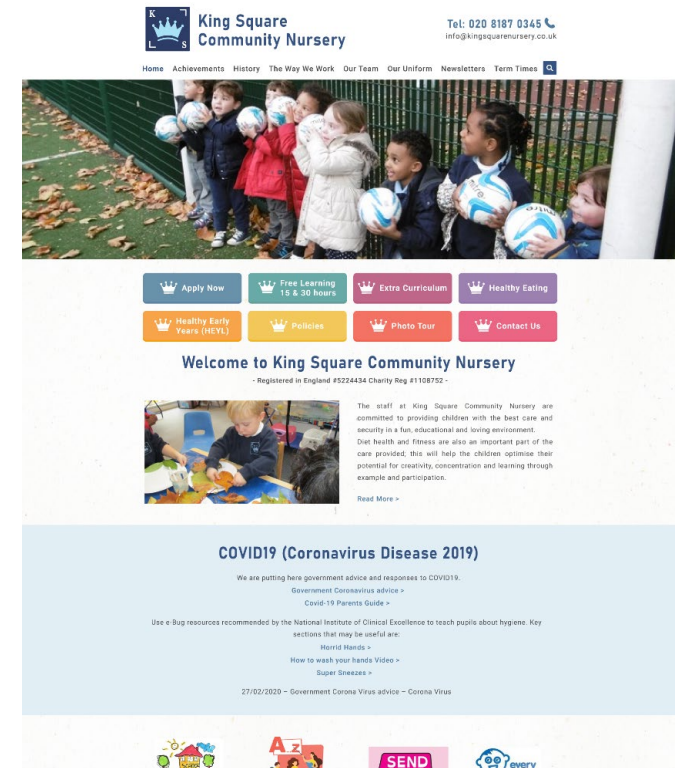 K
S
King Square
Community Nursery
Tel: 020 8187 0345
info@kingsquarenursery.co.uk
Home Achievements History The Way We Work Our Team Our Uniform Newsletters Term Times
mitre
Apply Now
Free Learning
15 & 30 hours
Extra Curriculum
Healthy Eating
Healthy Early
Years (HEYL)
Policies
Photo Tour
Contact Us
Welcome to King Square Community Nursery
- Registered in England #5224434 Charity Reg #1108752 -
The staff at King Square Community Nursery are
committed to providing children with the best care and
security in a fun, educational and loving environment.
Diet health and fitness are also an important part of the
care provided; this will help the children optimise their
potential for creativity, concentration and learning through
example and participation.
Read More >
COVID19 (Coronavirus Disease 2019)
We are putting here government advice and responses to COVID19.
Government Coronavirus advice >
Covid-19 Parents Guide >
Use e-Bug resources recommended by the National Institute of Clinical Excellence to teach pupils about hygiene. Key
sections that may be useful are:
Horrid Hands >
How to wash your hands Video >
Super Sneezes >
27/02/2020 – Government Corona Virus advice – Corona Virus
A Z
SEND
every